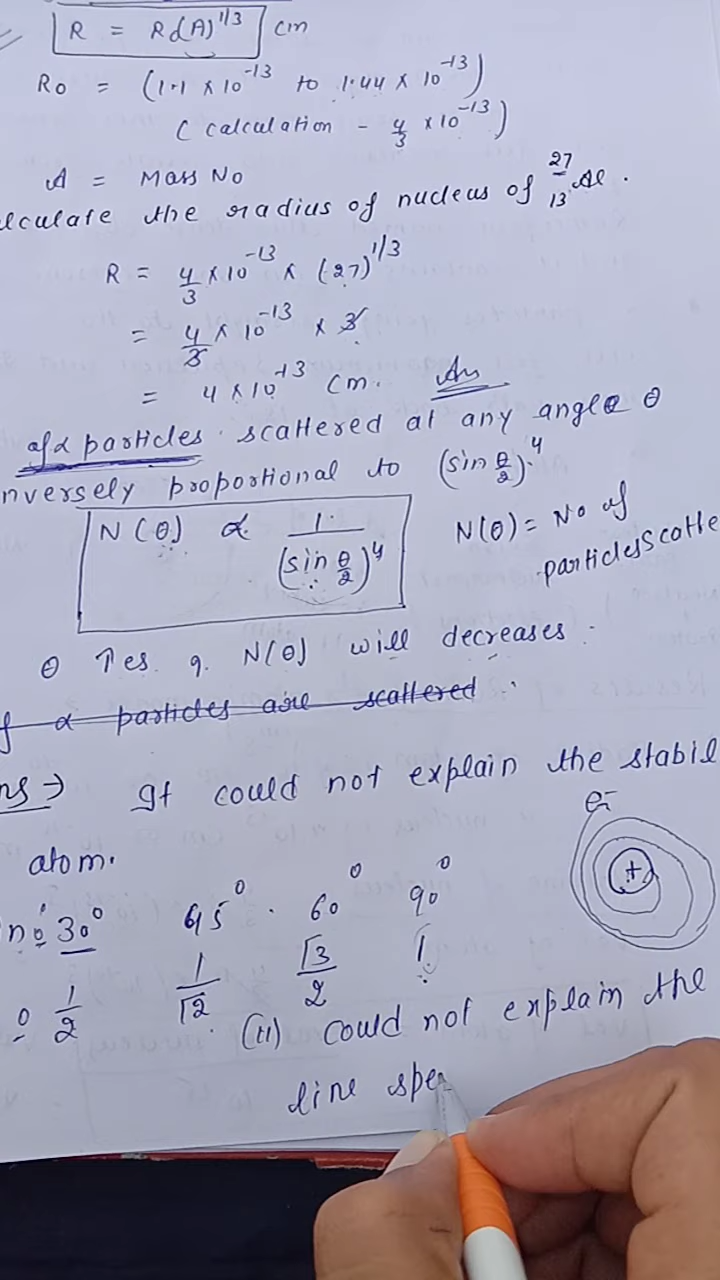 R = R₀(A)^1/3 cm
R₀ = (1.1 × 10^-13 to 1.44 × 10^-13)
(calculation - 4/3 × 10^-13)
A = Mass No
lculate the radius of nucleus of 27 13 Al.
R = 4/3 × 10^-13 × (27)^1/3
= 4/3 × 10^-13 × 3
= 4 × 10^-13 cm. Ans
of α particles scattered at any angle θ
nversely proportional to (sin θ/2)^4
N(θ) ∝ 1/(sin θ/2)^4
N(θ) = No of
particles scatte
θ ↑es, N(θ) will decreases.
f α particles are scattered.
ns → It could not explain the stabil
atom.
e-
+
n 0° 30° 45° 60° 90°
0 1/2 1/√2 √3/2 1
(ii) could not explain the
line spe